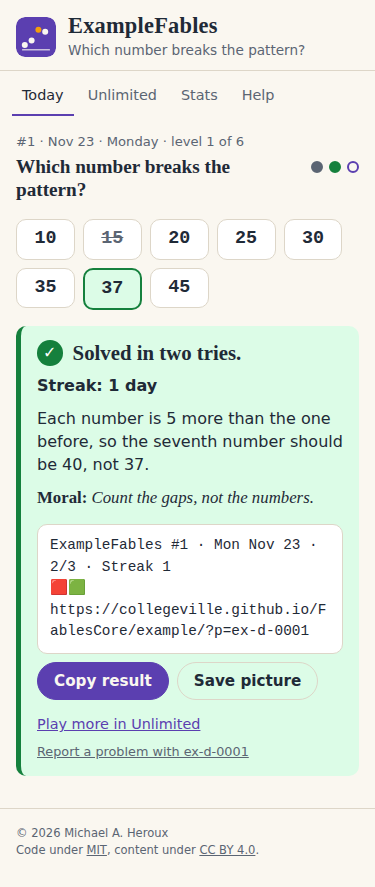 ExampleFables
Which number breaks the pattern?
Today Unlimited Stats Help
#1 · Nov 23 · Monday · level 1 of 6
Which number breaks the
pattern?
10 15 20 25 30
35 37 45
✓ Solved in two tries.
Streak: 1 day
Each number is 5 more than the one
before, so the seventh number should
be 40, not 37.
Moral: Count the gaps, not the numbers.
ExampleFables #1 · Mon Nov 23 ·
2/3 · Streak 1
🟥🟩
https://collegeville.github.io/F
ablesCore/example/?p=ex-d-0001
Copy result Save picture
Play more in Unlimited
Report a problem with ex-d-0001
© 2026 Michael A. Heroux
Code under MIT, content under CC BY 4.0.